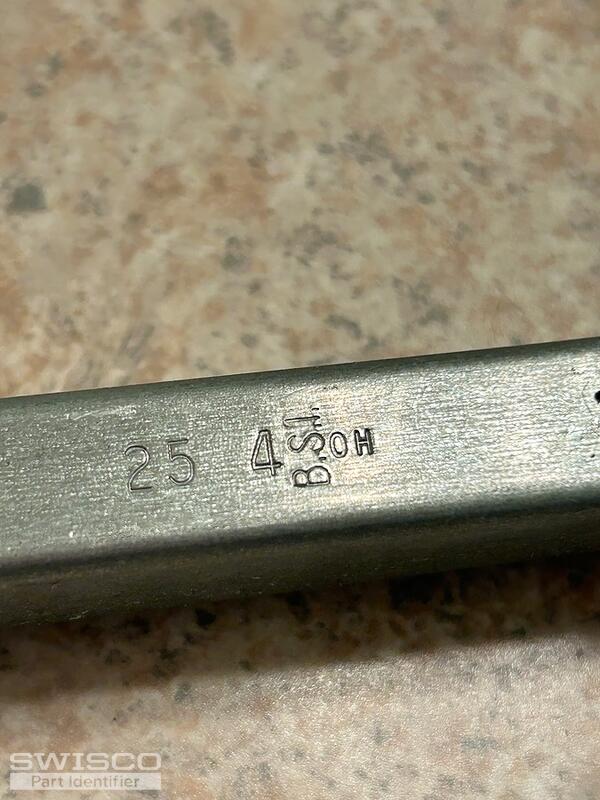 25 4 B.S.I. OH
SWISCO
Part Identifier